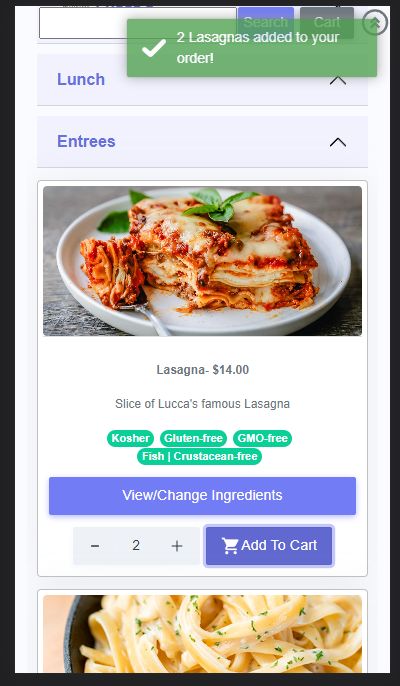 Search Cart
2 Lasagnas added to your
order!
Lunch
Entrees
Lasagna- $14.00
Slice of Lucca's famous Lasagna
Kosher Gluten-free GMO-free
Fish | Crustacean-free
View/Change Ingredients
- 2 +
Add To Cart